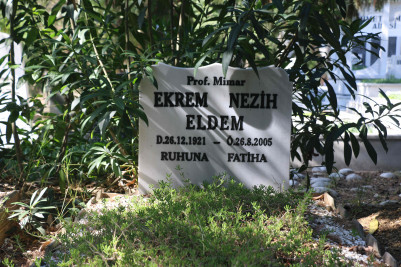 Prof. Mimar
EKREM NEZİH
ELDEM
D.26.12.1921 – Ö.26.8.2005
RUHUNA FATİHA